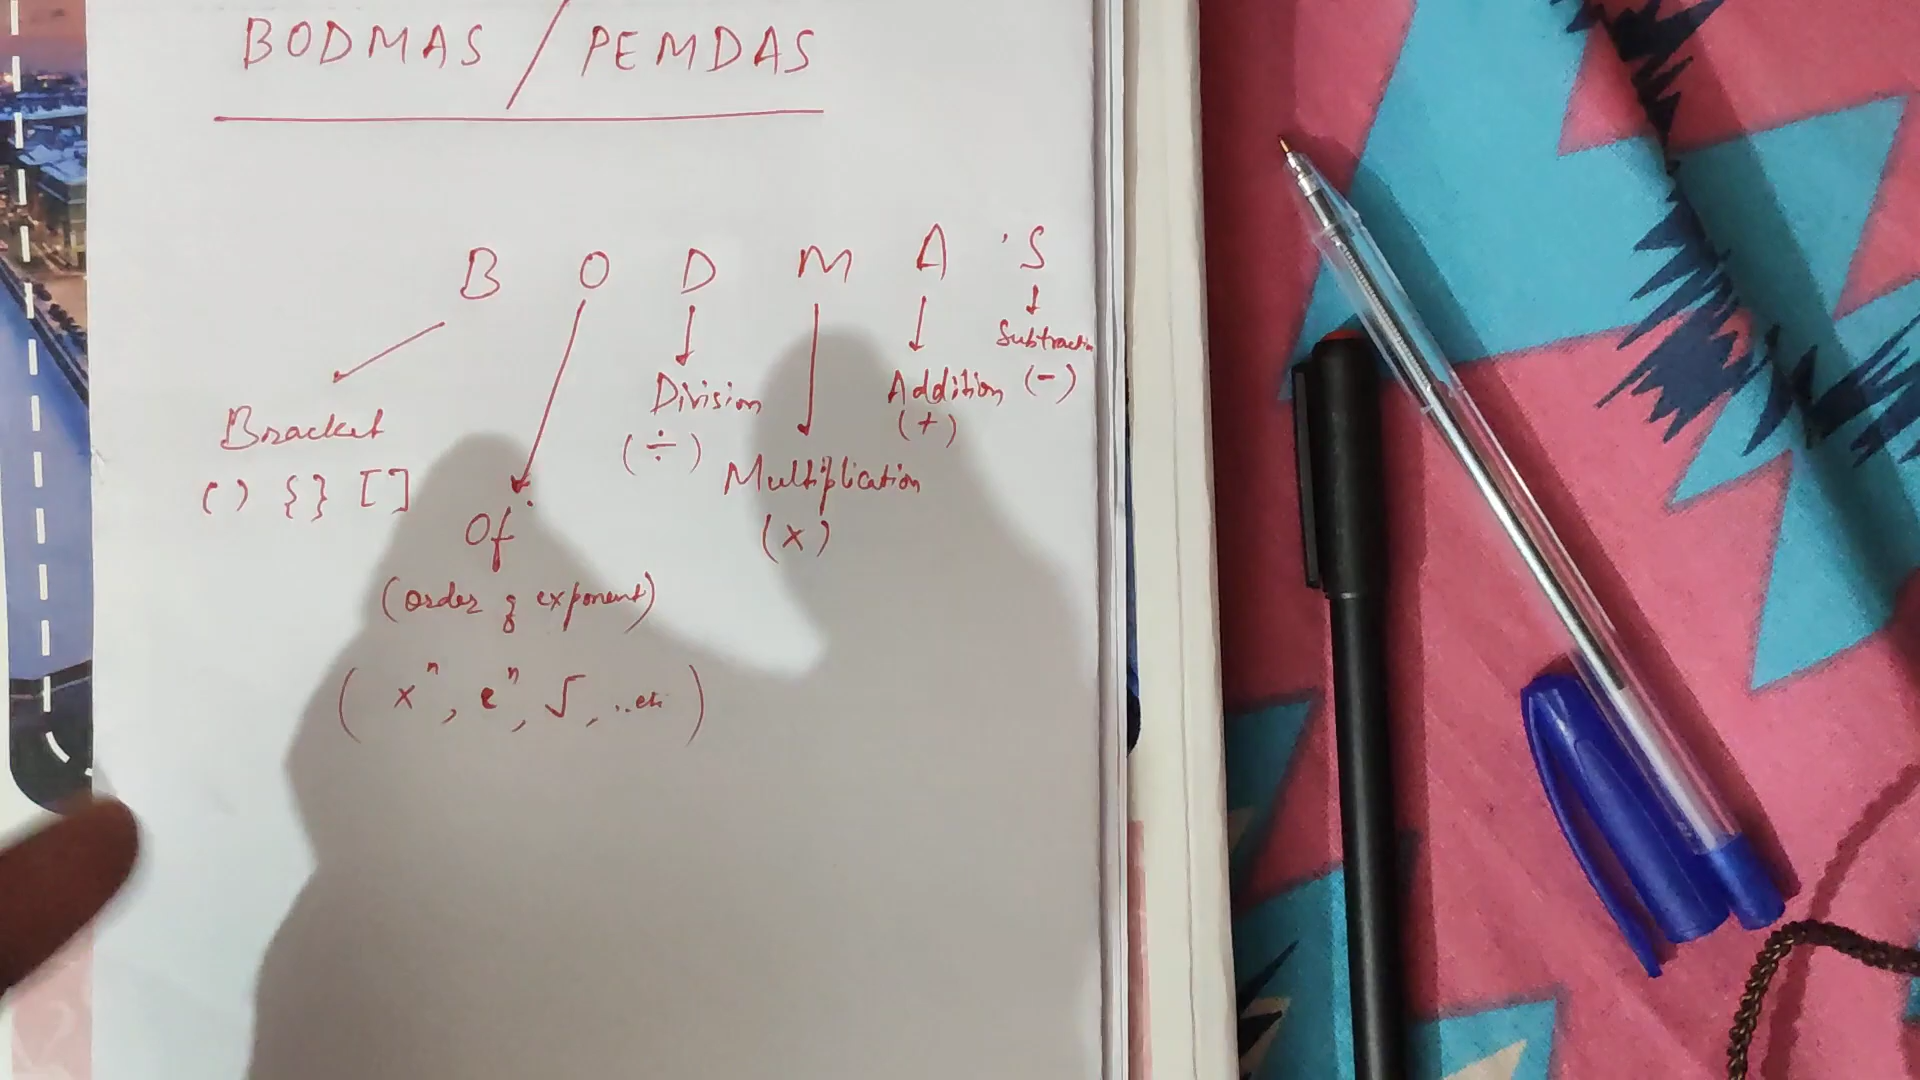 BODMAS / PEMDAS
B O D M A S
Subtraction
Division Addition (-)
Bracket (÷) (+)
() {} [] Multiplication
Of (x)
(order of exponent)
(xⁿ, eⁿ, √, ..etc)